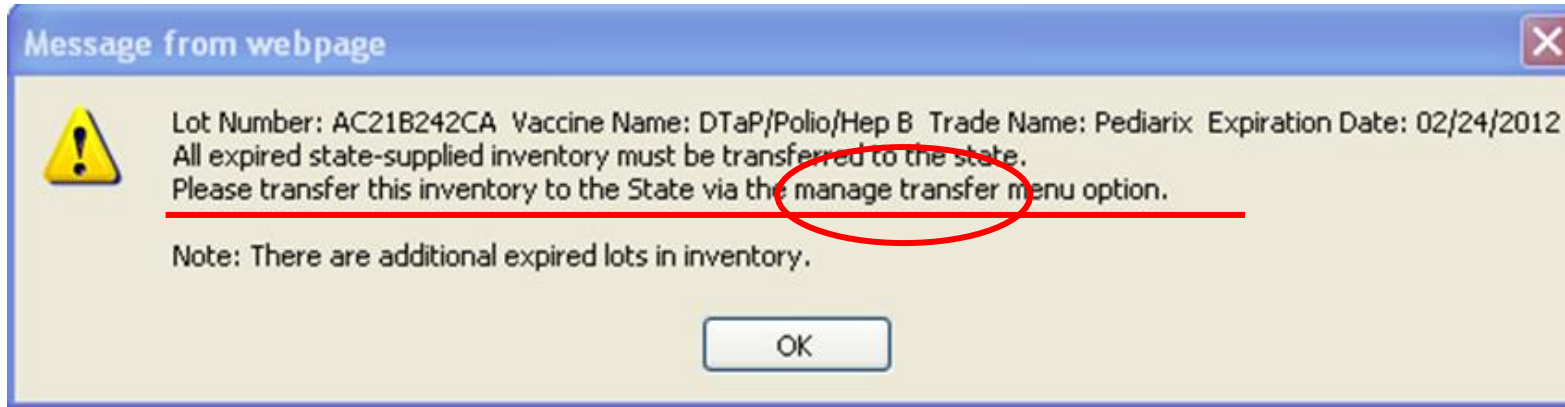 Message from webpage
Lot Number: AC21B242CA Vaccine Name: DTaP/Polio/Hep B Trade Name: Pediarix Expiration Date: 02/24/2012
All expired state-supplied inventory must be transferred to the state.
Please transfer this inventory to the State via the manage transfer menu option.
Note: There are additional expired lots in inventory.
OK